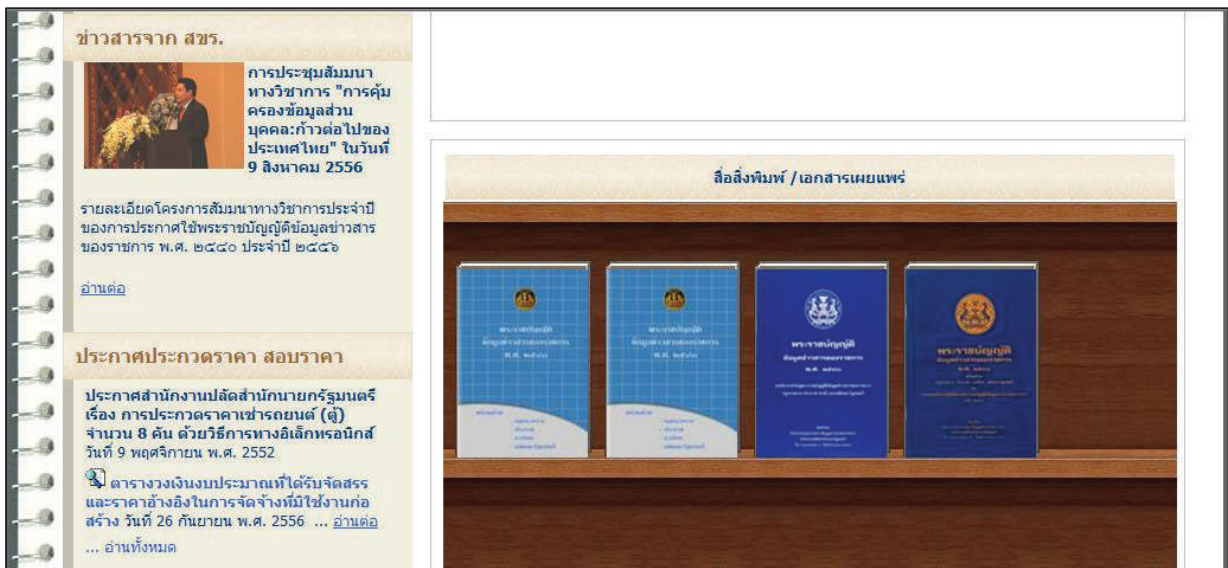 ข่าวสารจาก สขร.
การประชุมสัมมนา
ทางวิชาการ "การคุ้ม
ครองข้อมูลส่วน
บุคคล:ก้าวต่อไปของ
ประเทศไทย" ในวันที่
9 สิงหาคม 2556
รายละเอียดโครงการสัมมนาทางวิชาการประจำปี
ของการประกาศใช้พระราชบัญญัติข้อมูลข่าวสาร
ของราชการ พ.ศ. ๒๕๔๐ ประจำปี ๒๕๕๖
อ่านต่อ
ประกาศประกวดราคา สอบราคา
ประกาศสำนักงานปลัดสำนักนายกรัฐมนตรี
เรื่อง การประกวดราคาเช่ารถยนต์ (ตู้)
จำนวน 8 คัน ด้วยวิธีการทางอิเล็กทรอนิกส์
วันที่ 9 พฤศจิกายน พ.ศ. 2552
ตารางวงเงินงบประมาณที่ได้รับจัดสรร
และราคาอ้างอิงในการจัดจ้างที่มิใช่งานก่อ
สร้าง วันที่ 26 กันยายน พ.ศ. 2556 ... อ่านต่อ
... อ่านทั้งหมด
สื่อสิ่งพิมพ์ /เอกสารเผยแพร่
พระราชบัญญัติ
ข้อมูลข่าวสารของราชการ
พ.ศ. ๒๕๔๐
พระราชบัญญัติ
ข้อมูลข่าวสารของราชการ
พ.ศ. ๒๕๔๐
พระราชบัญญัติ
ข้อมูลข่าวสารของราชการ
พ.ศ. ๒๕๔๐
พระราชบัญญัติ
ข้อมูลข่าวสารของราชการ
พ.ศ. ๒๕๔๐